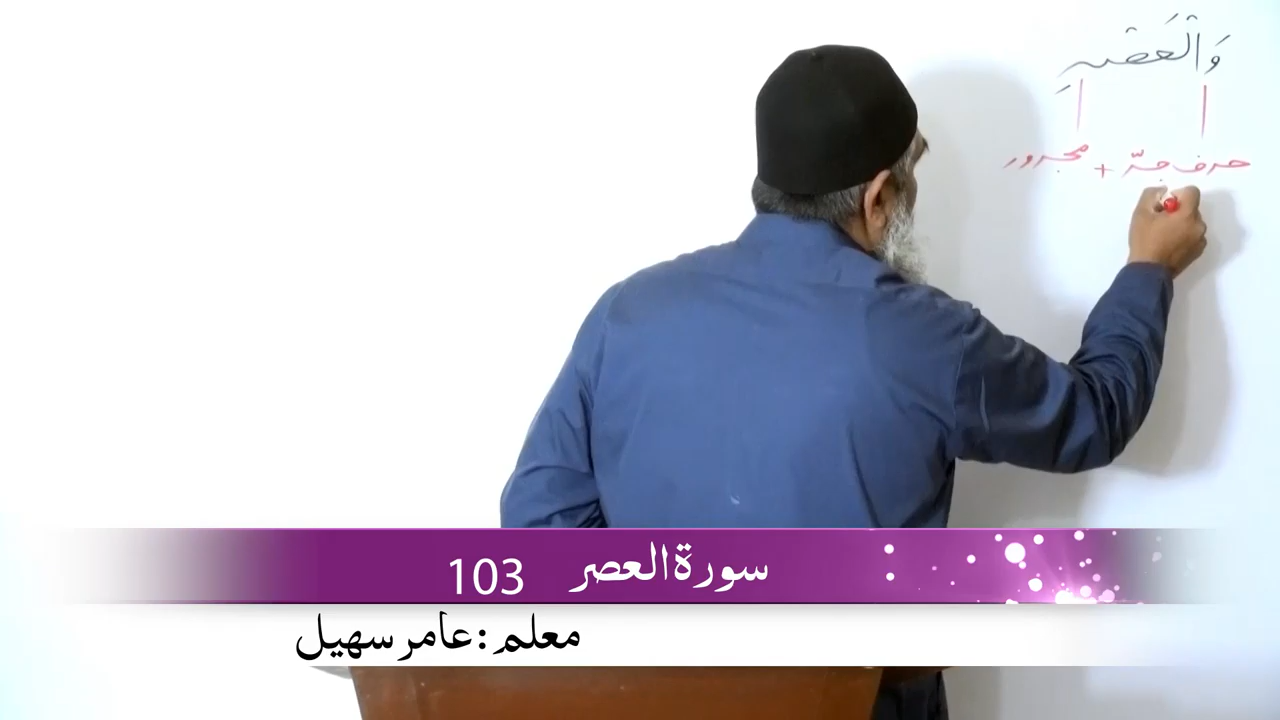 وَالْعَصْرِ
حرف جرّ + مجرور
سورة العصر 103
معلم : عامر سهیل